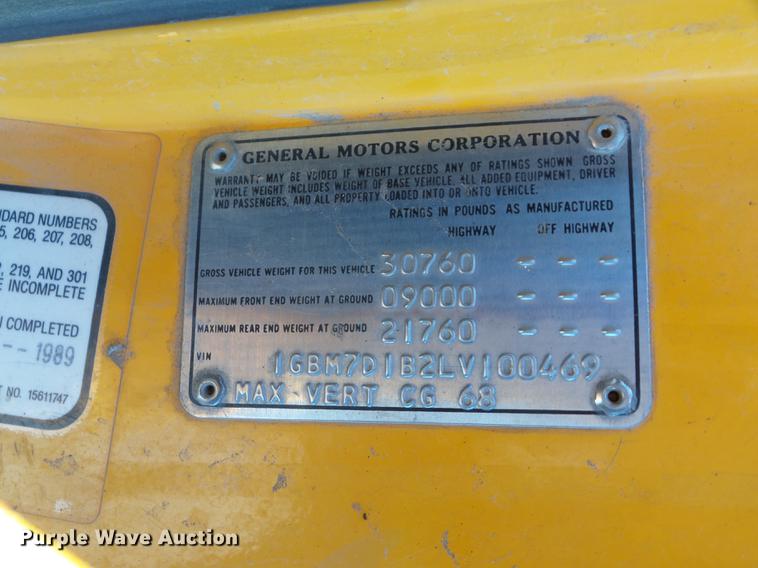 NUMBERS
206, 207, 208,
219, AND 301
INCOMPLETE
COMPLETED
-- 1989
NO. 15611747
GENERAL MOTORS CORPORATION
WARRANTY MAY BE VOIDED IF WEIGHT EXCEEDS ANY OF RATINGS SHOWN GROSS
VEHICLE WEIGHT INCLUDES WEIGHT OF BASE VEHICLE, ALL ADDED EQUIPMENT, DRIVER
AND PASSENGERS, AND ALL PROPERTY LOADED INTO OR ONTO VEHICLE.
RATINGS IN POUNDS AS MANUFACTURED
HIGHWAY OFF HIGHWAY
GROSS VEHICLE WEIGHT FOR THIS VEHICLE 30760 - - -
MAXIMUM FRONT END WEIGHT AT GROUND 09000 - - -
MAXIMUM REAR END WEIGHT AT GROUND 21760 - - -
VIN 1GBM7D1B2LV100469
MAX VERT CG 68
Purple Wave Auction